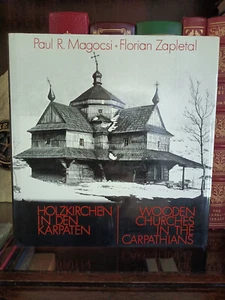 Paul R. Magocsi • Florian Zapletal
HOLZKIRCHEN
IN DEN
KARPATEN
WOODEN
CHURCHES
IN THE
CARPATHIANS